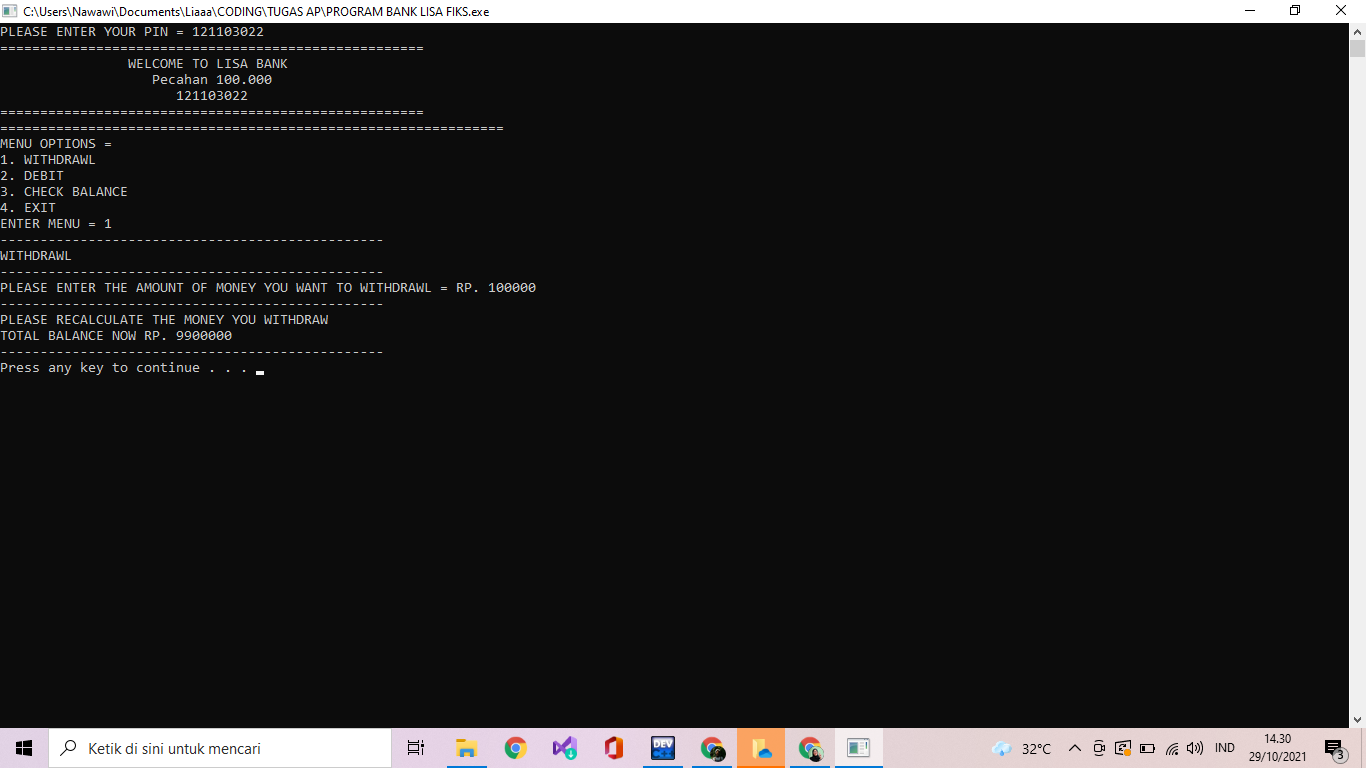 C:\Users\Nawawi\Documents\Liaaa\CODING\TUGAS AP\PROGRAM BANK LISA FIKS.exe
PLEASE ENTER YOUR PIN = 121103022
=====================================================
WELCOME TO LISA BANK
Pecahan 100.000
121103022
=====================================================
===============================================================
MENU OPTIONS =
1. WITHDRAWL
2. DEBIT
3. CHECK BALANCE
4. EXIT
ENTER MENU = 1
------------------------------------------------
WITHDRAWL
------------------------------------------------
PLEASE ENTER THE AMOUNT OF MONEY YOU WANT TO WITHDRAWL = RP. 100000
------------------------------------------------
PLEASE RECALCULATE THE MONEY YOU WITHDRAW
TOTAL BALANCE NOW RP. 9900000
------------------------------------------------
Press any key to continue . . .
Ketik di sini untuk mencari
DEV
32°C
IND
14.30
29/10/2021
3